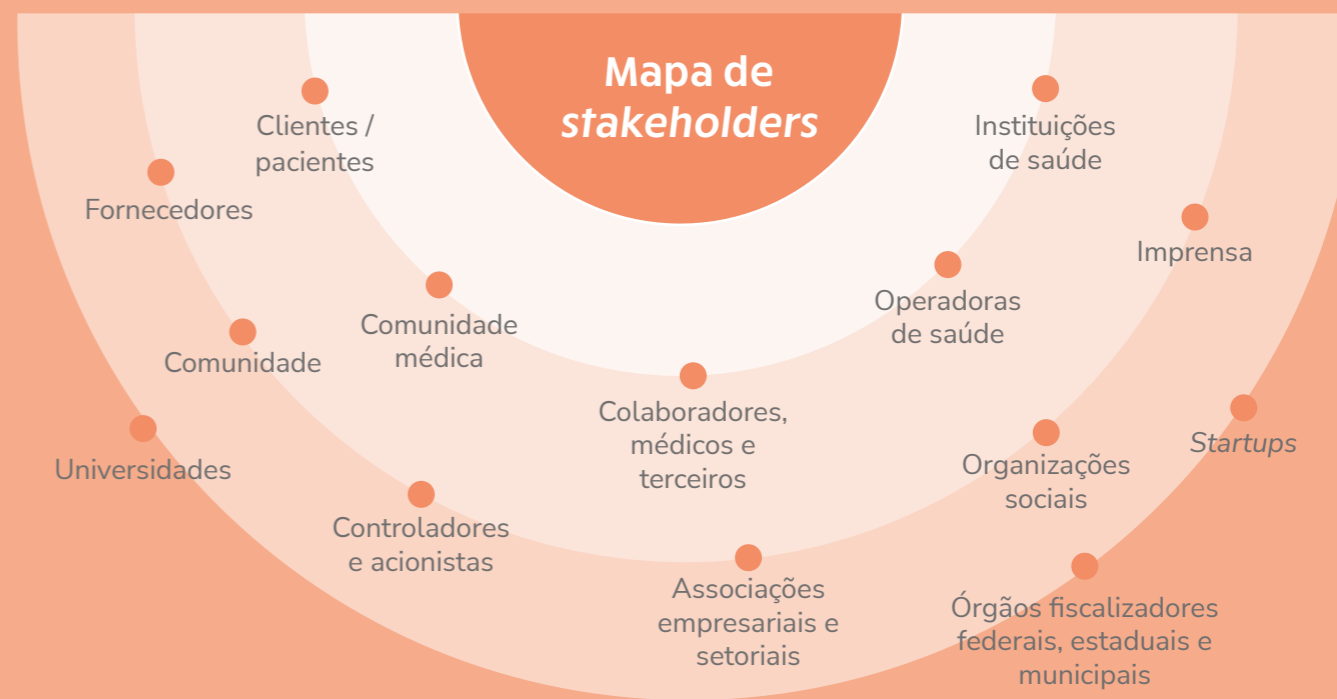 Mapa de
stakeholders
Clientes /
pacientes
Instituições
de saúde
Fornecedores
Imprensa
Comunidade
médica
Operadoras
de saúde
Comunidade
Colaboradores,
médicos e
terceiros
Universidades
Organizações
sociais
Startups
Controladores
e acionistas
Associações
empresariais e
setoriais
Órgãos fiscalizadores
federais, estaduais e
municipais